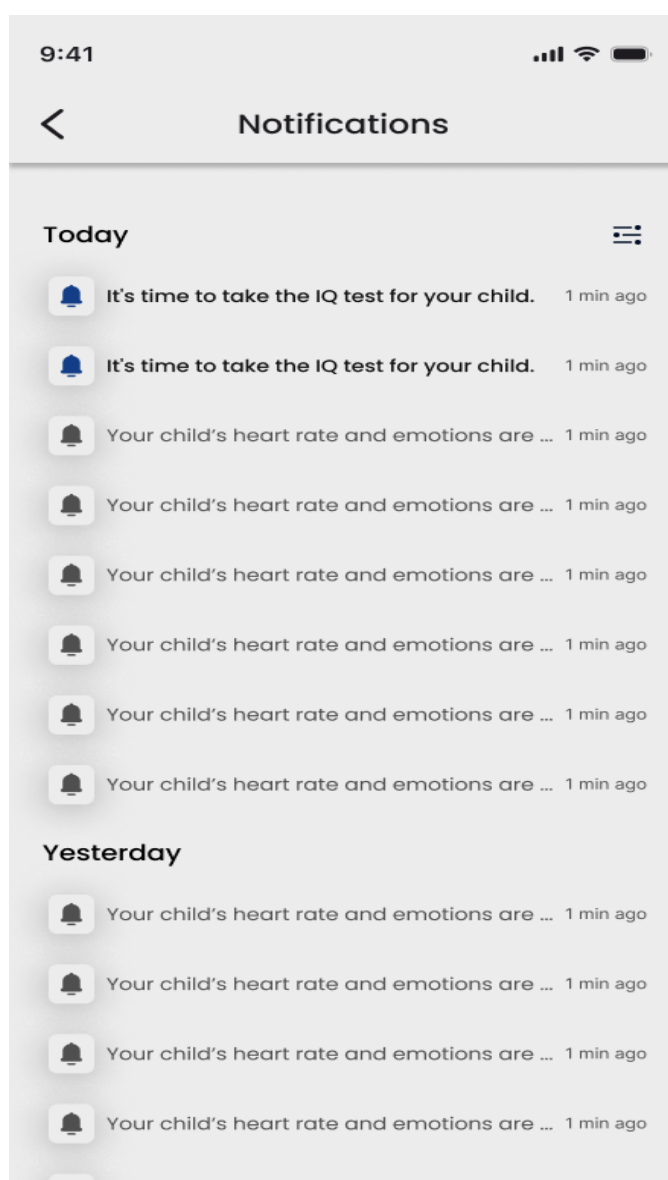 9:41
Notifications
Today
It's time to take the IQ test for your child. 1 min ago
It's time to take the IQ test for your child. 1 min ago
Your child’s heart rate and emotions are ... 1 min ago
Your child’s heart rate and emotions are ... 1 min ago
Your child’s heart rate and emotions are ... 1 min ago
Your child’s heart rate and emotions are ... 1 min ago
Your child’s heart rate and emotions are ... 1 min ago
Your child’s heart rate and emotions are ... 1 min ago
Yesterday
Your child’s heart rate and emotions are ... 1 min ago
Your child’s heart rate and emotions are ... 1 min ago
Your child’s heart rate and emotions are ... 1 min ago
Your child’s heart rate and emotions are ... 1 min ago